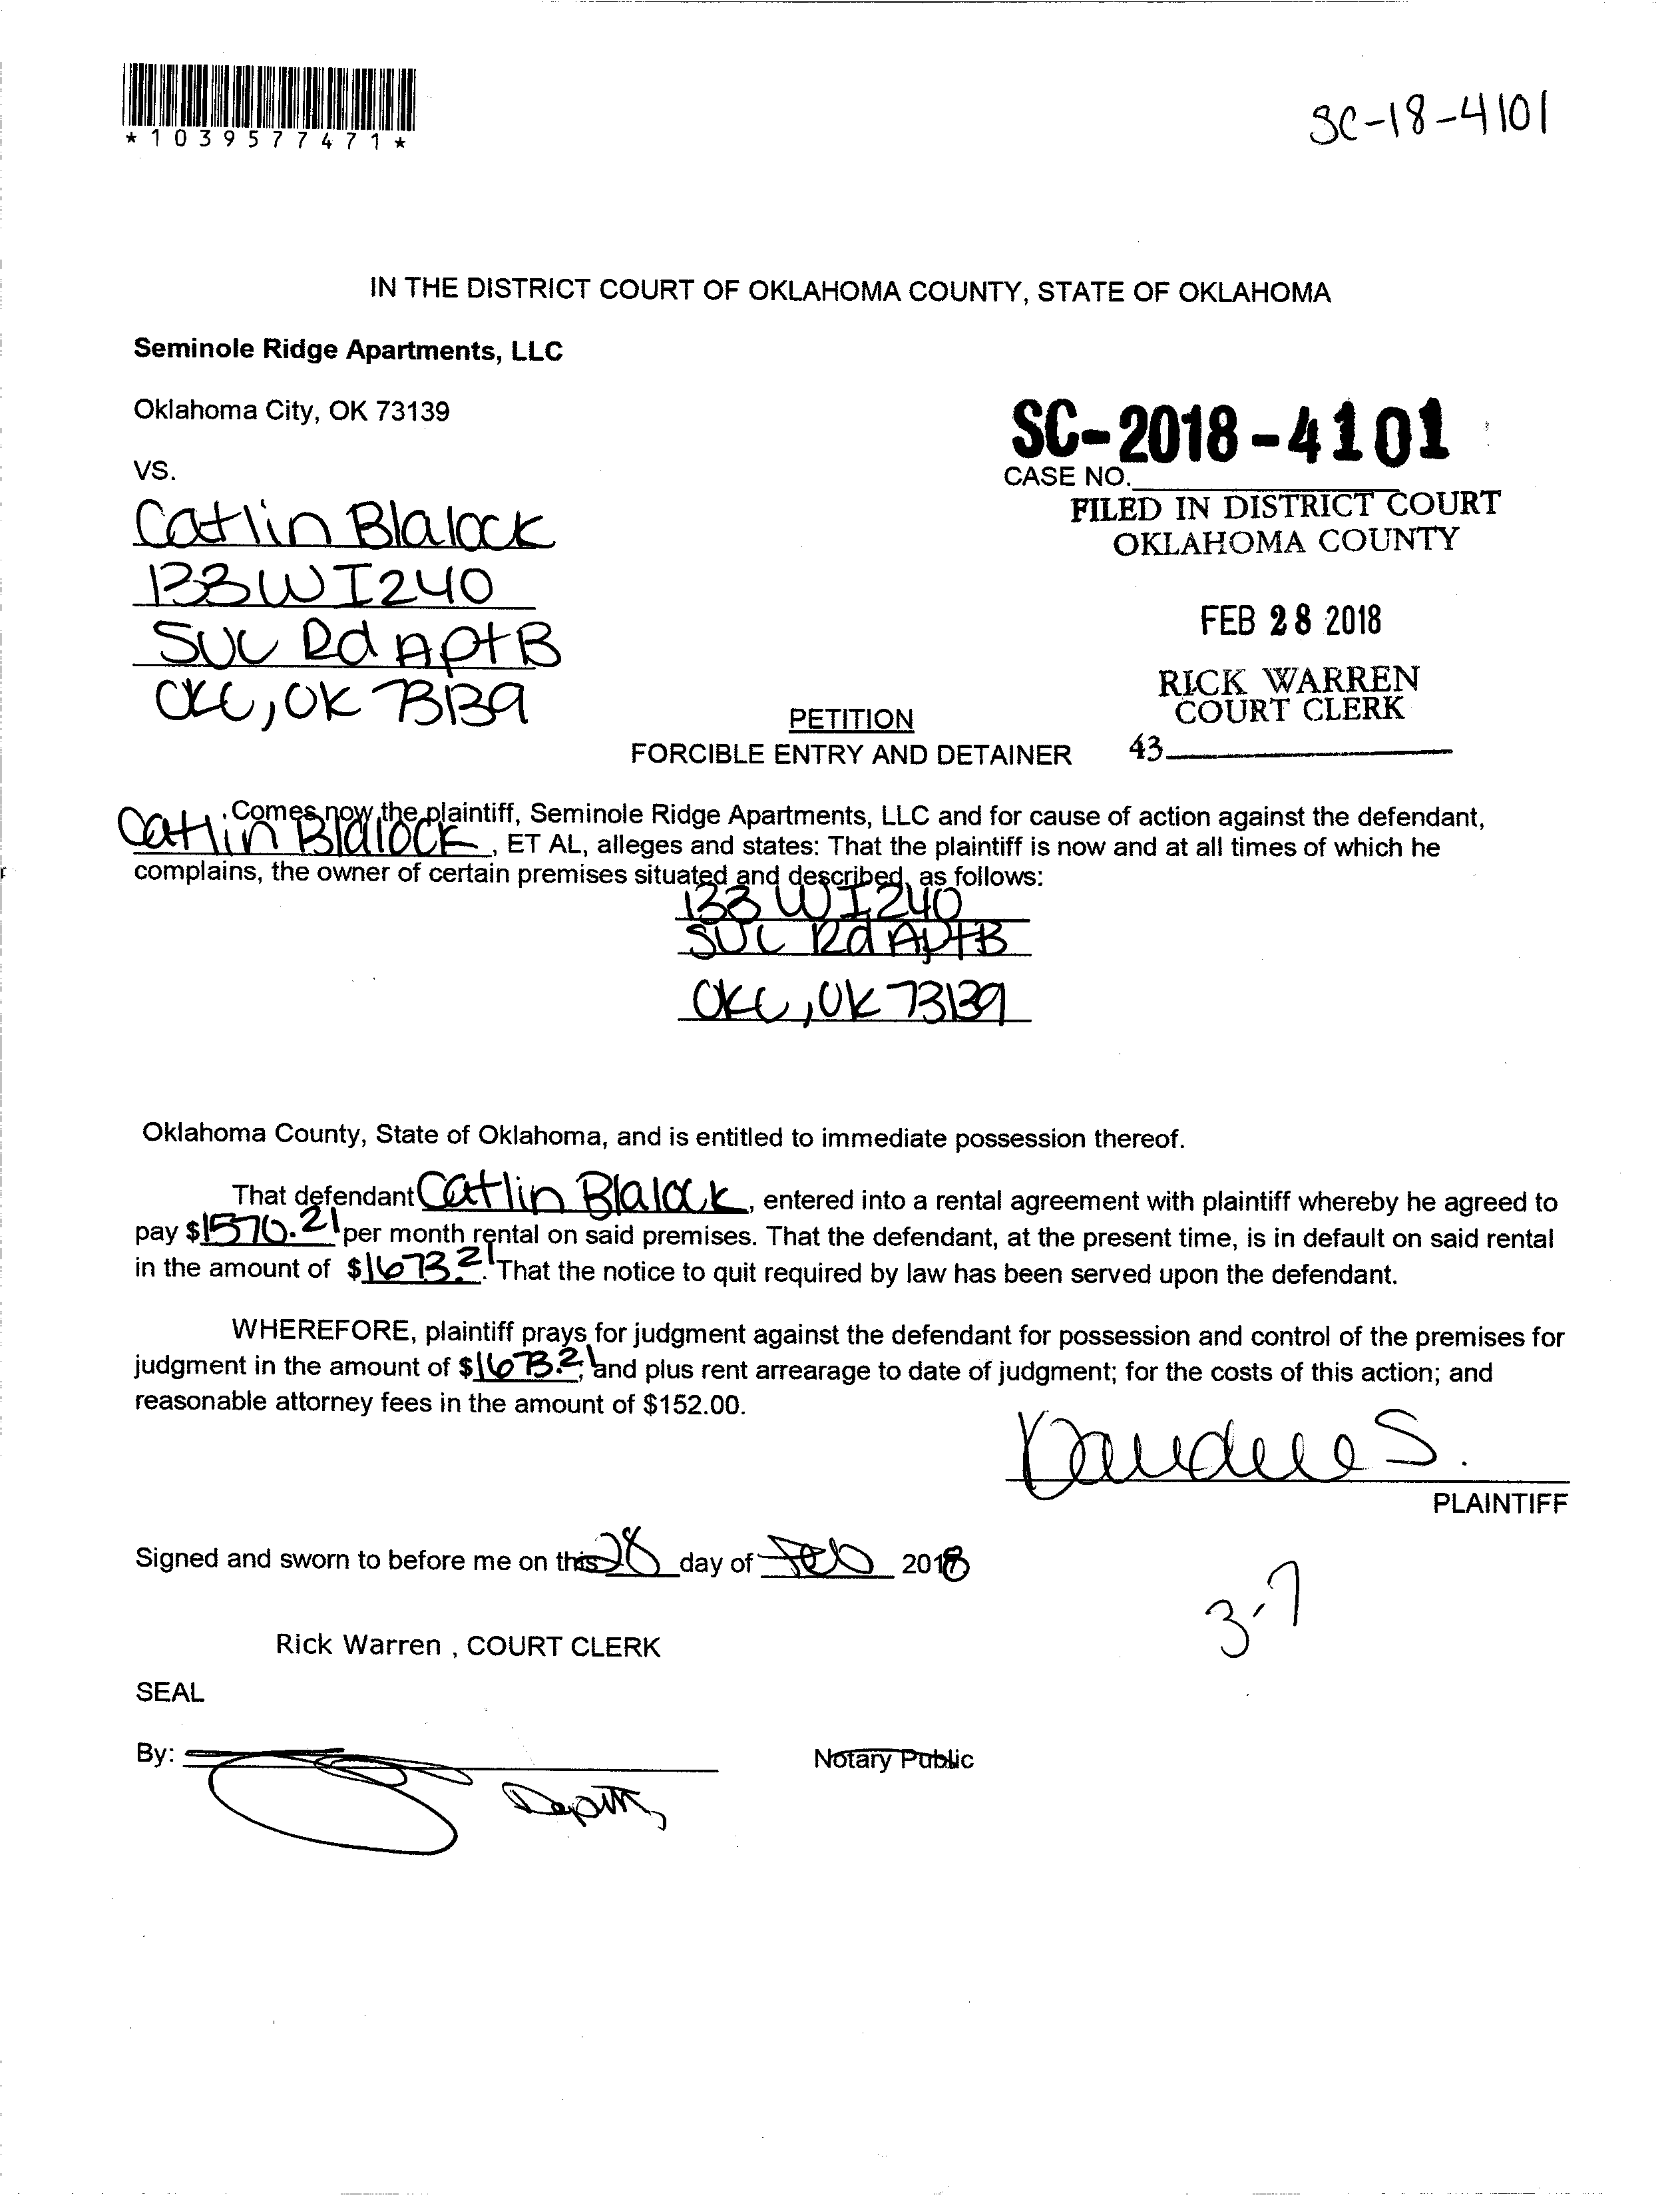 *1039577471*
SC-18-4101
IN THE DISTRICT COURT OF OKLAHOMA COUNTY, STATE OF OKLAHOMA
Seminole Ridge Apartments, LLC
Oklahoma City, OK 73139
VS.
SC-2018-4101
CASE NO.
FILED IN DISTRICT COURT
OKLAHOMA COUNTY
FEB 28 2018
RICK WARREN
COURT CLERK
43
Catlin Blalock
133 W I240
SVC Rd Apt B
OKC, OK 73139
PETITION
FORCIBLE ENTRY AND DETAINER
Comes now the plaintiff, Seminole Ridge Apartments, LLC and for cause of action against the defendant,
Catlin Blalock, ET AL, alleges and states: That the plaintiff is now and at all times of which he
complains, the owner of certain premises situated and described, as follows:
133 W I240
SVC Rd Apt B
OKC, OK 73139
Oklahoma County, State of Oklahoma, and is entitled to immediate possession thereof.
That defendant Catlin Blalock, entered into a rental agreement with plaintiff whereby he agreed to
pay $1570.21 per month rental on said premises. That the defendant, at the present time, is in default on said rental
in the amount of $1673.21. That the notice to quit required by law has been served upon the defendant.
WHEREFORE, plaintiff prays for judgment against the defendant for possession and control of the premises for
judgment in the amount of $1673.21, and plus rent arrearage to date of judgment; for the costs of this action; and
reasonable attorney fees in the amount of $152.00.
PLAINTIFF
Signed and sworn to before me on this 28 day of Feb 2018
3-7
Rick Warren , COURT CLERK
SEAL
By:
Notary Public
Deputy